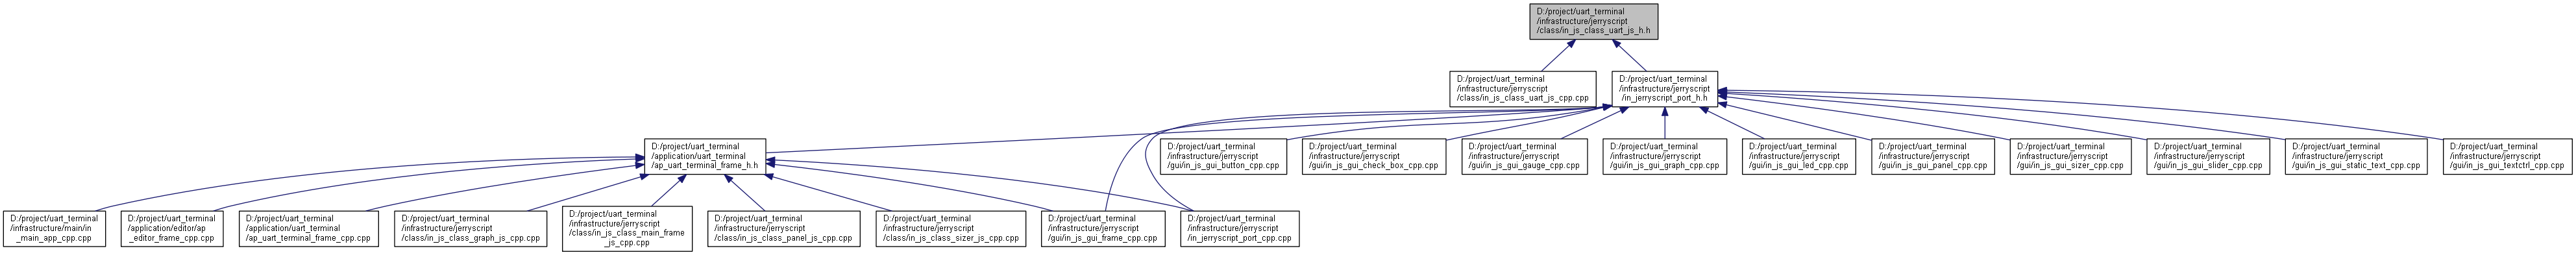 D:/project/uart_terminal
/infrastructure/jerryscript
/class/in_js_class_uart_js_h.h
D:/project/uart_terminal
/infrastructure/jerryscript
/class/in_js_class_uart_js_cpp.cpp
D:/project/uart_terminal
/infrastructure/jerryscript
/in_jerryscript_port_h.h
D:/project/uart_terminal
/application/uart_terminal
/ap_uart_terminal_frame_h.h
D:/project/uart_terminal
/infrastructure/jerryscript
/gui/in_js_gui_button_cpp.cpp
D:/project/uart_terminal
/infrastructure/jerryscript
/gui/in_js_gui_check_box_cpp.cpp
D:/project/uart_terminal
/infrastructure/jerryscript
/gui/in_js_gui_gauge_cpp.cpp
D:/project/uart_terminal
/infrastructure/jerryscript
/gui/in_js_gui_graph_cpp.cpp
D:/project/uart_terminal
/infrastructure/jerryscript
/gui/in_js_gui_led_cpp.cpp
D:/project/uart_terminal
/infrastructure/jerryscript
/gui/in_js_gui_panel_cpp.cpp
D:/project/uart_terminal
/infrastructure/jerryscript
/gui/in_js_gui_sizer_cpp.cpp
D:/project/uart_terminal
/infrastructure/jerryscript
/gui/in_js_gui_slider_cpp.cpp
D:/project/uart_terminal
/infrastructure/jerryscript
/gui/in_js_gui_static_text_cpp.cpp
D:/project/uart_terminal
/infrastructure/jerryscript
/gui/in_js_gui_textctrl_cpp.cpp
D:/project/uart_terminal
/infrastructure/main/in
_main_app_cpp.cpp
D:/project/uart_terminal
/application/editor/ap
_editor_frame_cpp.cpp
D:/project/uart_terminal
/application/uart_terminal
/ap_uart_terminal_frame_cpp.cpp
D:/project/uart_terminal
/infrastructure/jerryscript
/class/in_js_class_graph_js_cpp.cpp
D:/project/uart_terminal
/infrastructure/jerryscript
/class/in_js_class_main_frame
_js_cpp.cpp
D:/project/uart_terminal
/infrastructure/jerryscript
/class/in_js_class_panel_js_cpp.cpp
D:/project/uart_terminal
/infrastructure/jerryscript
/class/in_js_class_sizer_js_cpp.cpp
D:/project/uart_terminal
/infrastructure/jerryscript
/gui/in_js_gui_frame_cpp.cpp
D:/project/uart_terminal
/infrastructure/jerryscript
/in_jerryscript_port_cpp.cpp